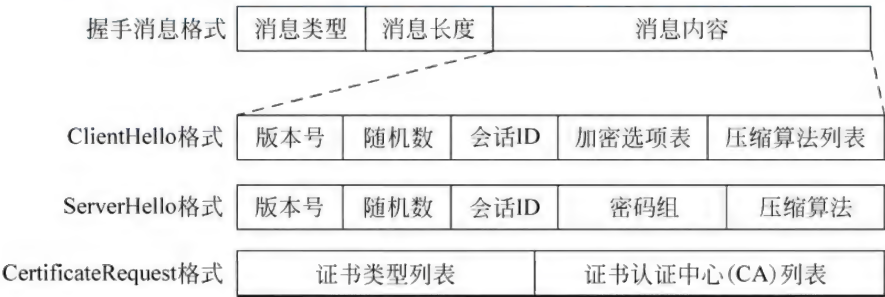 握手消息格式 消息类型 消息长度 消息内容
ClientHello格式 版本号 随机数 会话ID 加密选项表 压缩算法列表
ServerHello格式 版本号 随机数 会话ID 密码组 压缩算法
CertificateRequest格式 证书类型列表 证书认证中心(CA)列表